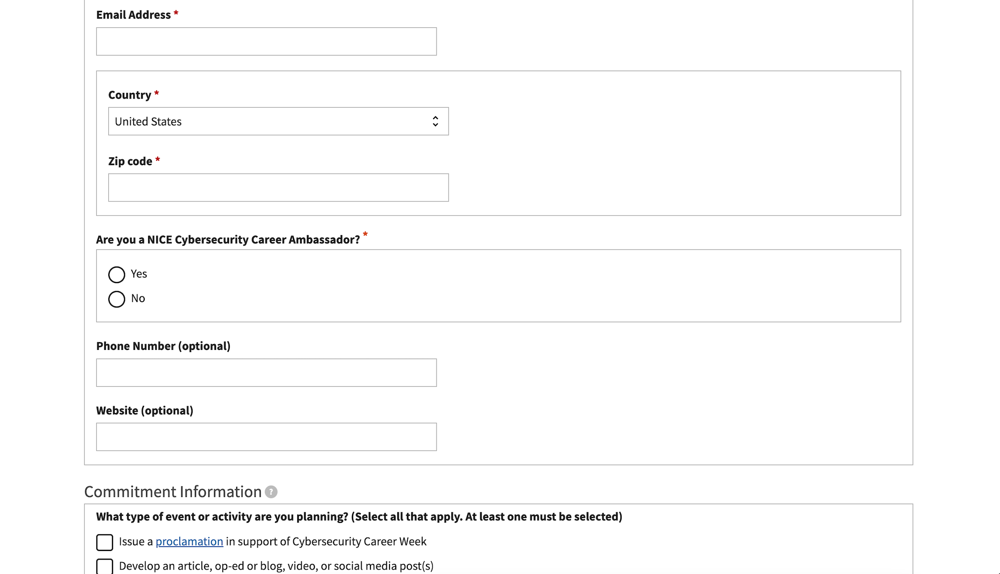 Email Address *
Country *
United States
Zip code *
Are you a NICE Cybersecurity Career Ambassador? *
Yes
No
Phone Number (optional)
Website (optional)
Commitment Information ?
What type of event or activity are you planning? (Select all that apply. At least one must be selected)
Issue a proclamation in support of Cybersecurity Career Week
Develop an article, op-ed or blog, video, or social media post(s)